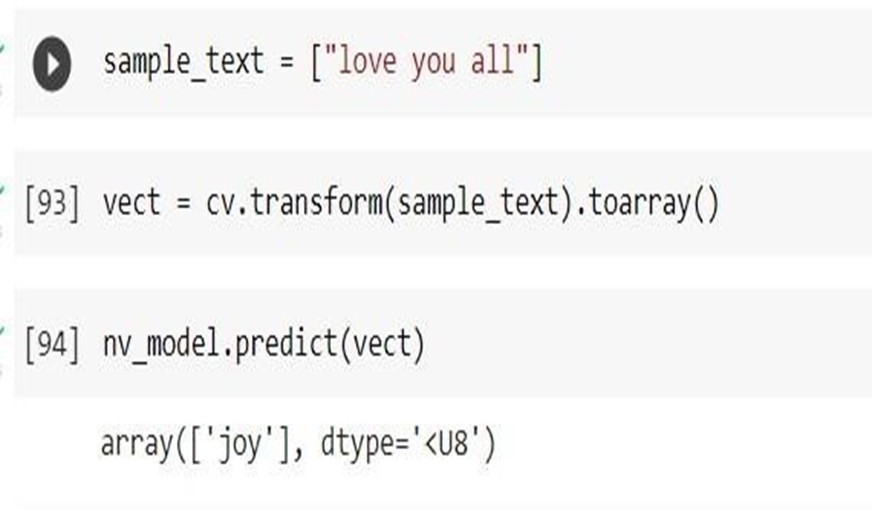 sample_text = ["love you all"]
[93] vect = cv.transform(sample_text).toarray()
[94] nv_model.predict(vect)
array(['joy'], dtype='<U8')